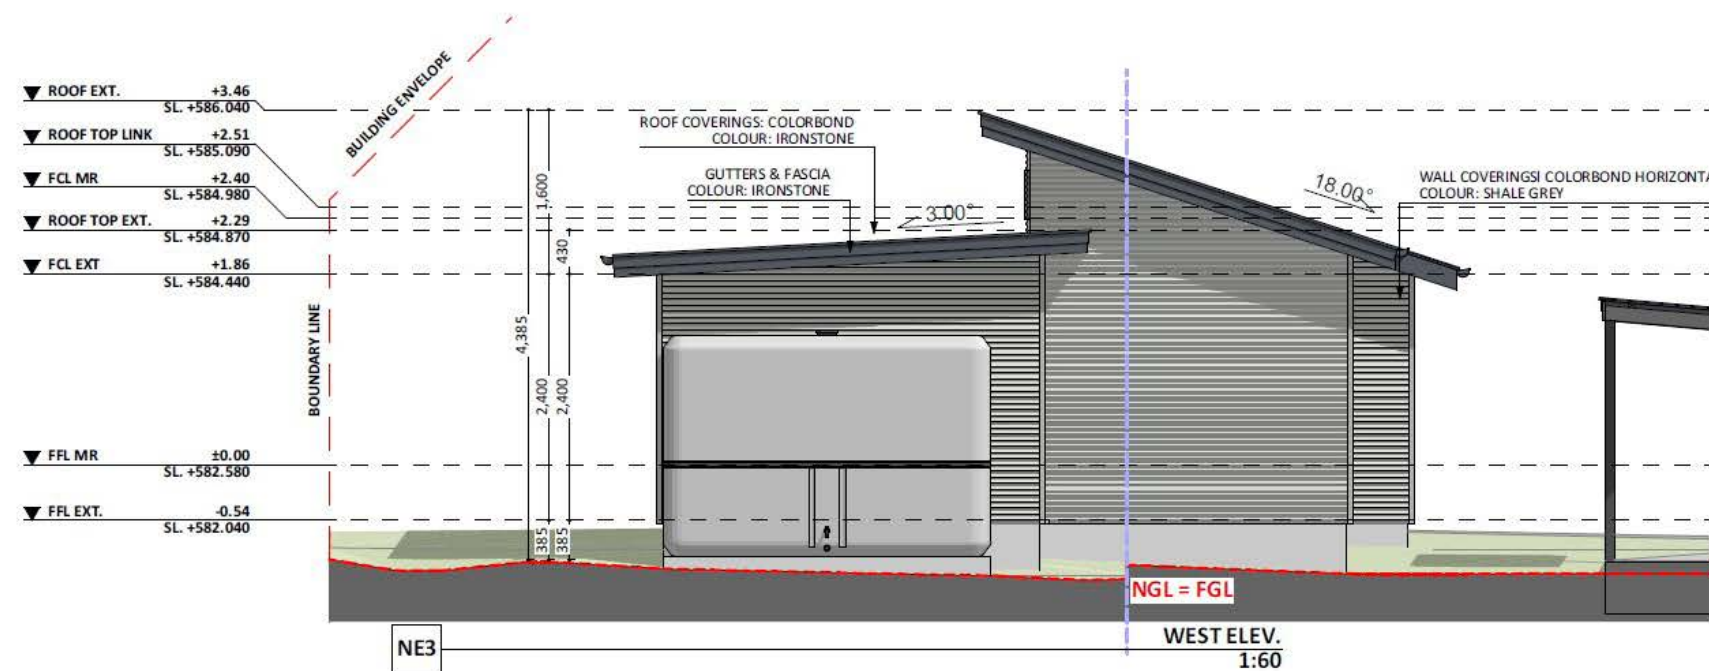 ROOF EXT. +3.46
SL. +586.040
ROOF TOP LINK +2.51
SL. +585.090
FCL MR +2.40
SL. +584.980
ROOF TOP EXT. +2.29
SL. +584.870
FCL EXT +1.86
SL. +584.440
FFL MR ±0.00
SL. +582.580
FFL EXT. -0.54
SL. +582.040
BUILDING ENVELOPE
BOUNDARY LINE
4,385
1,600
2,400
385
430
2,400
385
ROOF COVERINGS: COLORBOND
COLOUR: IRONSTONE
GUTTERS & FASCIA
COLOUR: IRONSTONE
3.00°
18.00°
WALL COVERINGSI COLORBOND HORIZONTA
COLOUR: SHALE GREY
NGL = FGL
NE3
WEST ELEV.
1:60